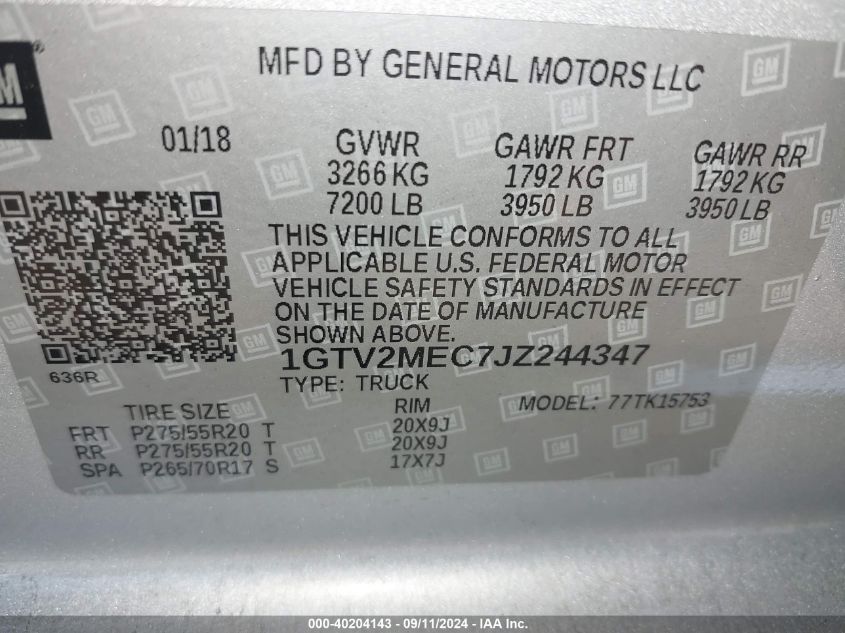 GM ®
MFD BY GENERAL MOTORS LLC
01/18 GVWR GAWR FRT GAWR RR
3266 KG 1792 KG 1792 KG
7200 LB 3950 LB 3950 LB
THIS VEHICLE CONFORMS TO ALL
APPLICABLE U.S. FEDERAL MOTOR
VEHICLE SAFETY STANDARDS IN EFFECT
ON THE DATE OF MANUFACTURE
SHOWN ABOVE.
1GTV2MEC7JZ244347
636R
TYPE: TRUCK
TIRE SIZE RIM MODEL: 77TK15753
FRT P275/55R20 T 20X9J
RR P275/55R20 T 20X9J
SPA P265/70R17 S 17X7J
000-40204143 - 09/11/2024 - IAA Inc.